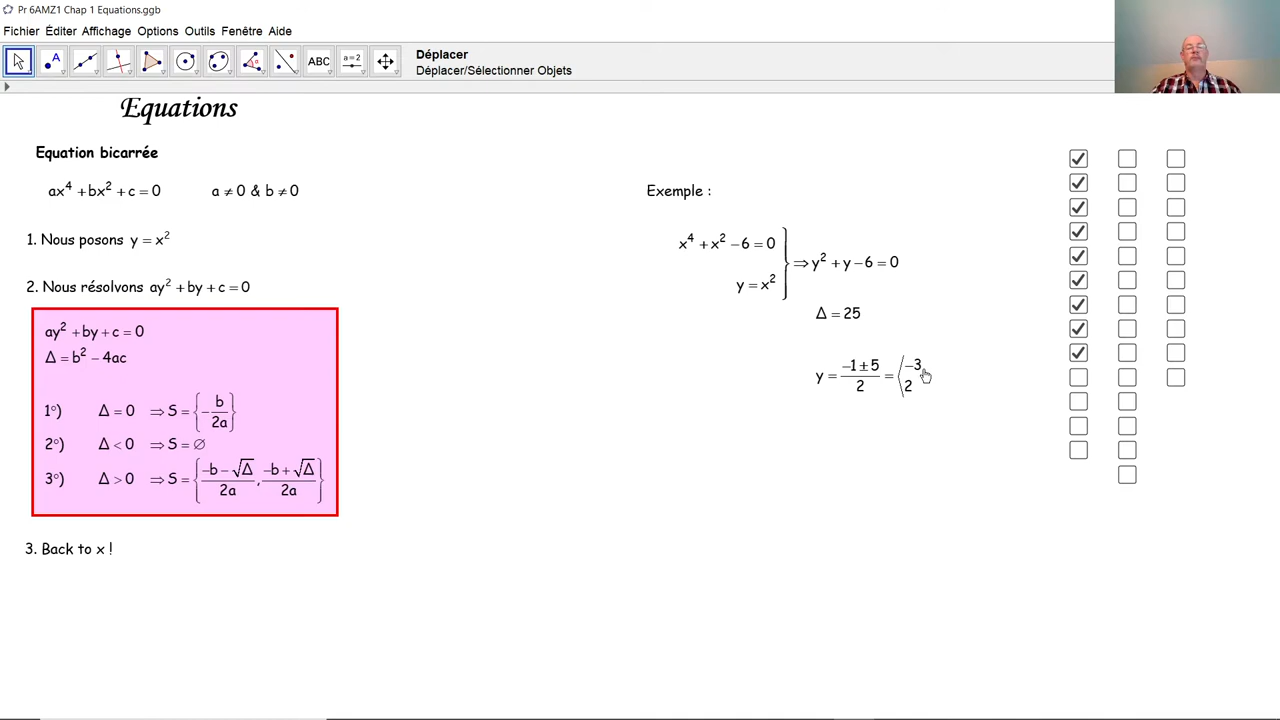 Pr 6AMZ1 Chap 1 Equations.ggb
Fichier Éditer Affichage Options Outils Fenêtre Aide
A ABC a=2 Déplacer
Déplacer/Sélectionner Objets
Equations
Equation bicarrée
ax⁴ + bx² + c = 0 a ≠ 0 & b ≠ 0
1. Nous posons y = x²
2. Nous résolvons ay² + by + c = 0
ay² + by + c = 0
Δ = b² − 4ac
1°) Δ = 0 ⇒ S = {−b/2a}
2°) Δ < 0 ⇒ S = ∅
3°) Δ > 0 ⇒ S = {(−b − √Δ)/2a, (−b + √Δ)/2a}
3. Back to x !
Exemple :
x⁴ + x² − 6 = 0
y = x²
} ⇒ y² + y − 6 = 0
Δ = 25
y = (−1 ± 5)/2 = ⟨ −3
2